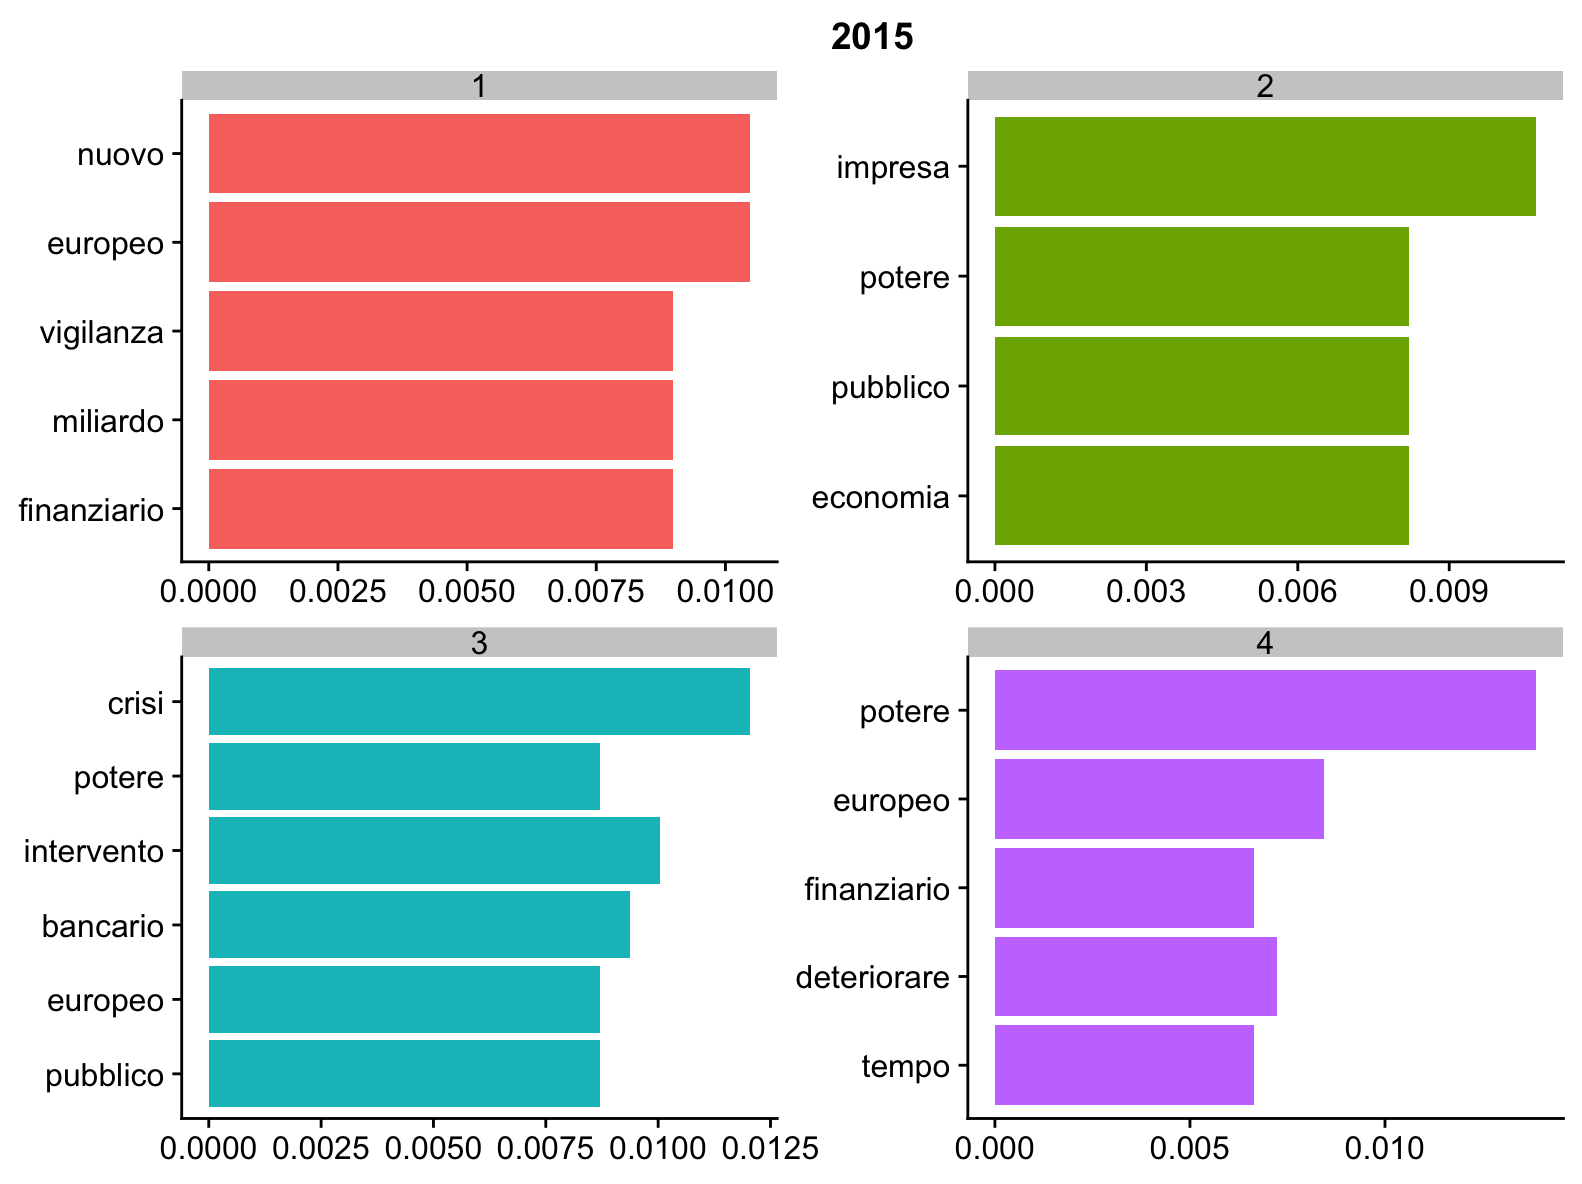 2015
1
nuovo
europeo
vigilanza
miliardo
finanziario
0.0000 0.0025 0.0050 0.0075 0.0100
2
impresa
potere
pubblico
economia
0.000 0.003 0.006 0.009
3
crisi
potere
intervento
bancario
europeo
pubblico
0.0000 0.0025 0.0050 0.0075 0.0100 0.0125
4
potere
europeo
finanziario
deteriorare
tempo
0.000 0.005 0.010